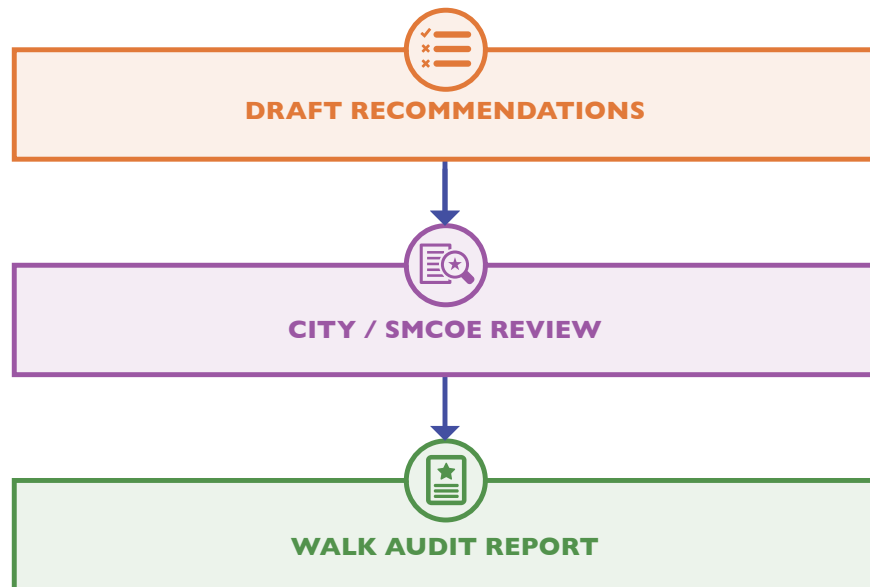 DRAFT RECOMMENDATIONS
CITY / SMCOE REVIEW
WALK AUDIT REPORT